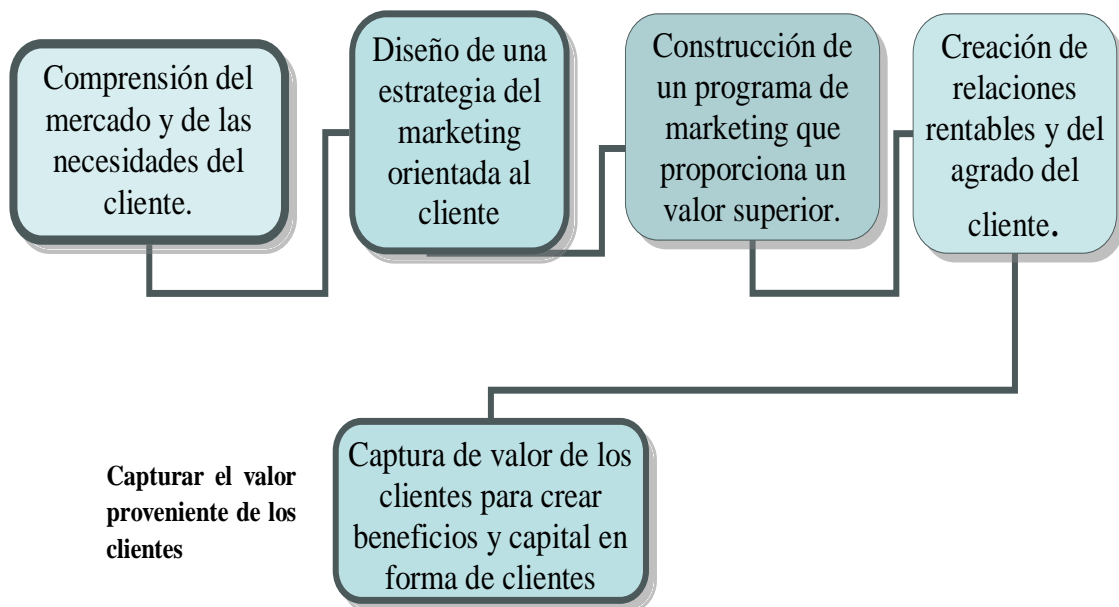 Comprensión del
mercado y de las
necesidades del
cliente.
Diseño de una
estrategia del
marketing
orientada al
cliente
Construcción de
un programa de
marketing que
proporciona un
valor superior.
Creación de
relaciones
rentables y del
agrado del
cliente.
Capturar el valor
proveniente de los
clientes
Captura de valor de los
clientes para crear
beneficios y capital en
forma de clientes